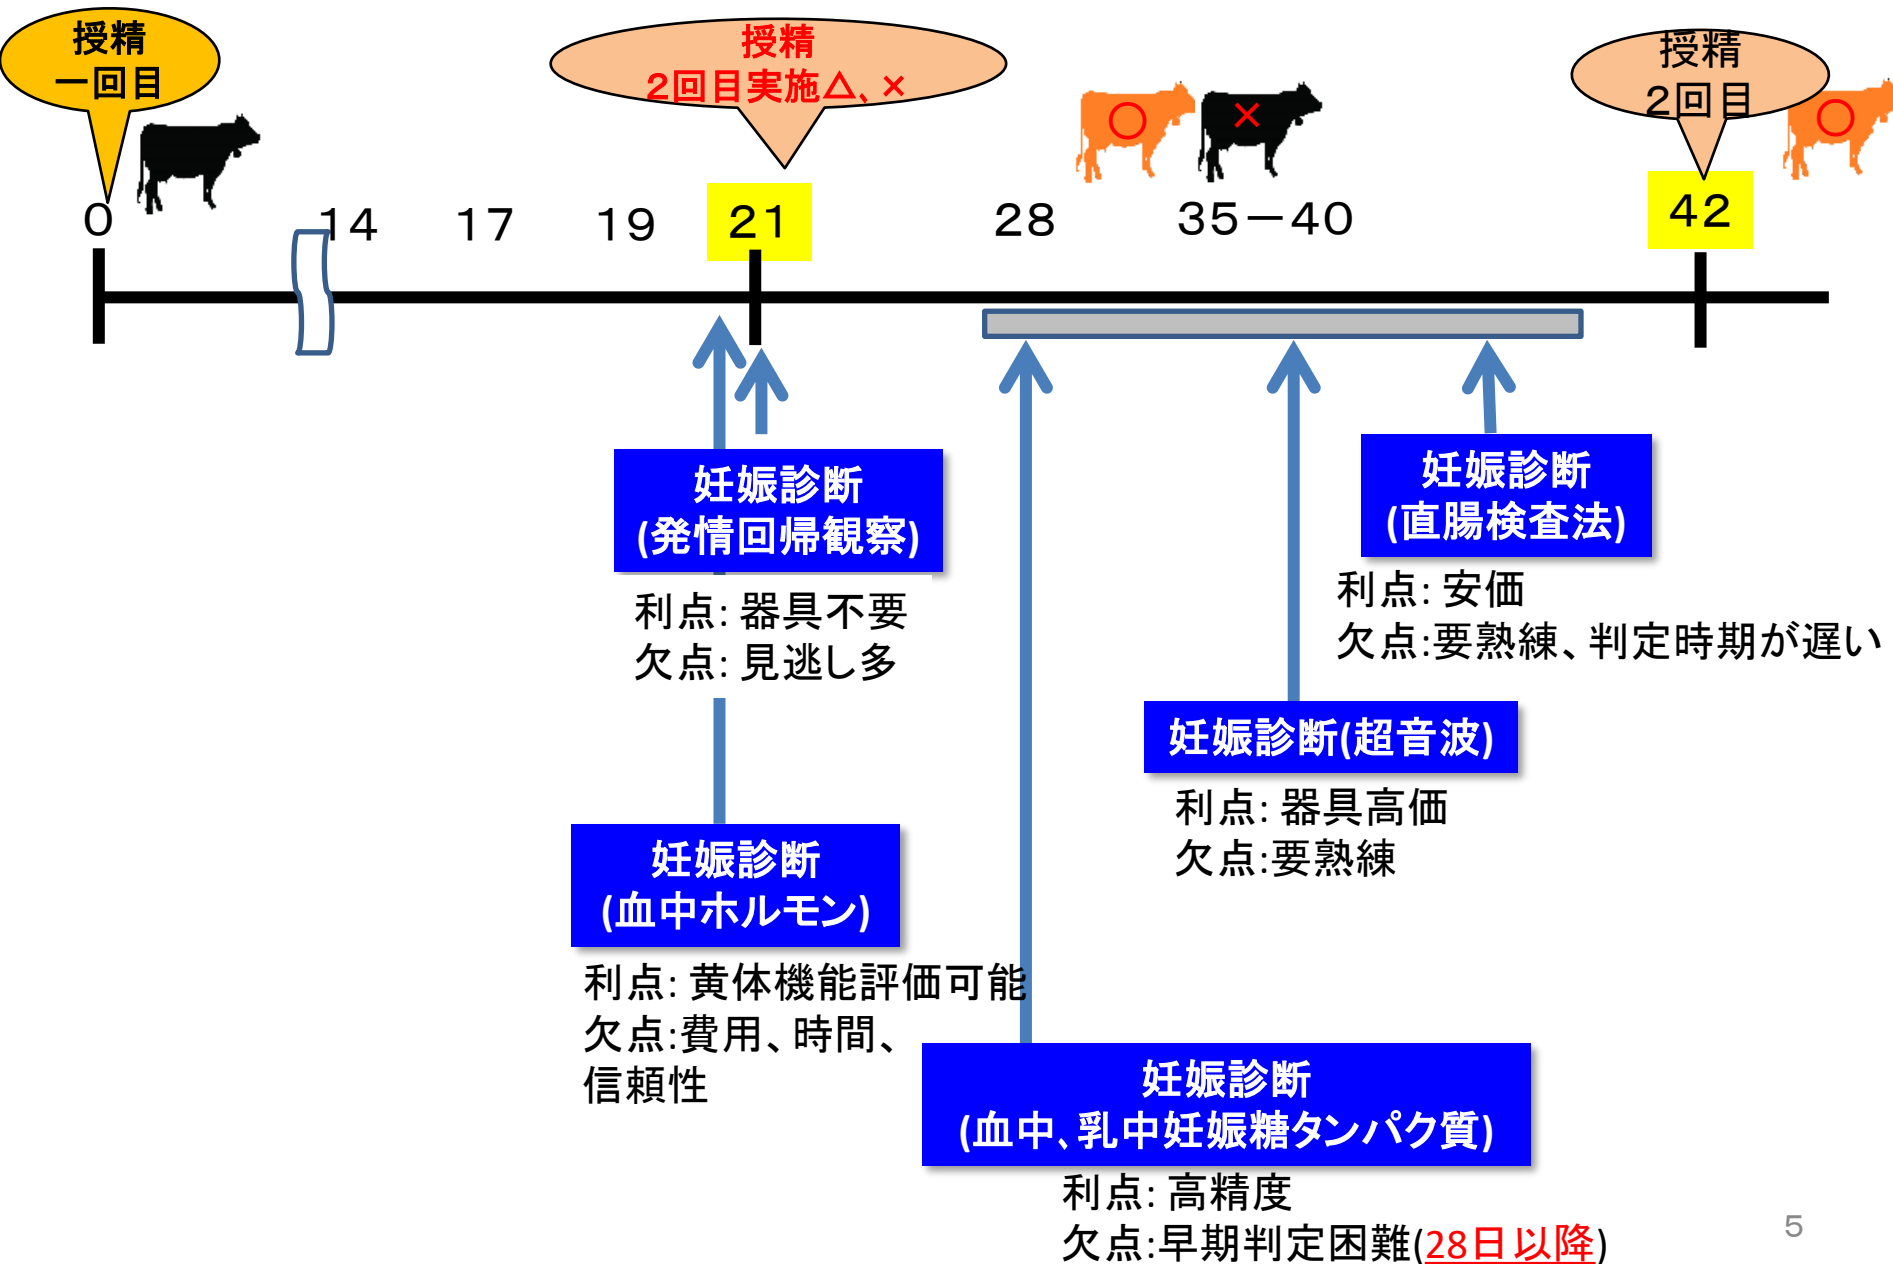 授精
一回目
授精
2回目実施△、×
授精
2回目
○
×
○
0
14
17
19
21
28
35－40
42
妊娠診断
(発情回帰観察)
利点: 器具不要
欠点: 見逃し多
妊娠診断
(直腸検査法)
利点: 安価
欠点:要熟練、判定時期が遅い
妊娠診断(超音波)
利点: 器具高価
欠点:要熟練
妊娠診断
(血中ホルモン)
利点: 黄体機能評価可能
欠点:費用、時間、
信頼性
妊娠診断
(血中、乳中妊娠糖タンパク質)
利点: 高精度
欠点:早期判定困難(28日以降)
5